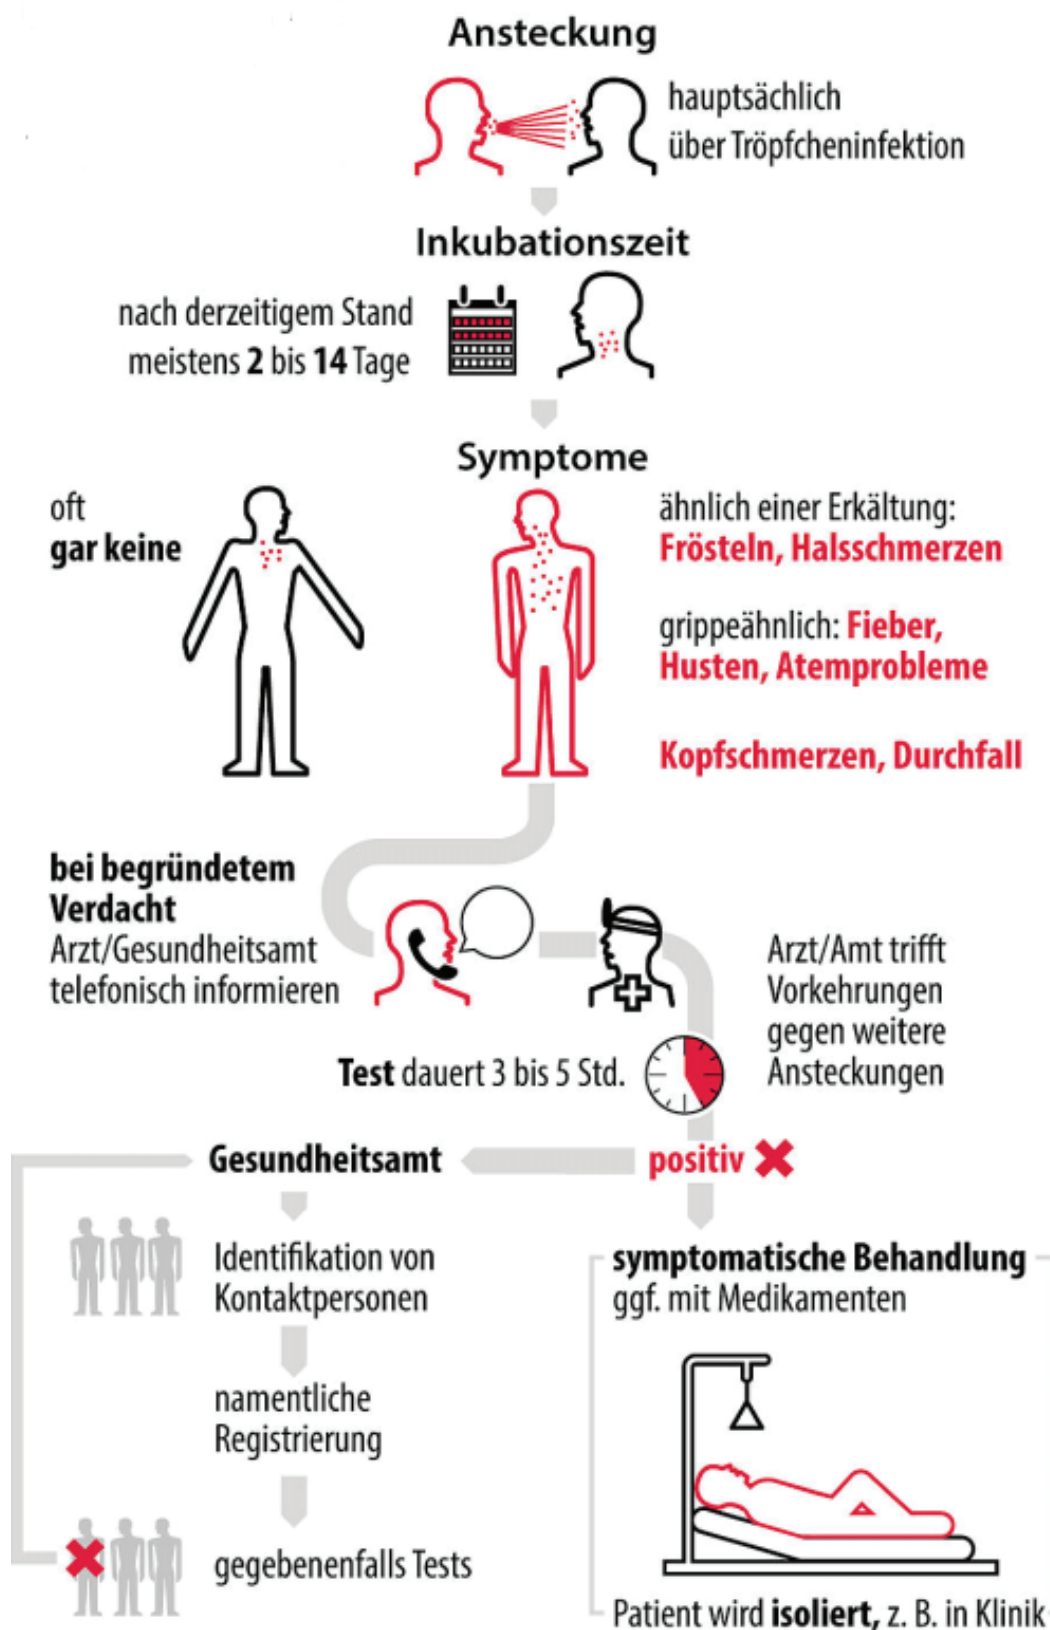 Ansteckung
hauptsächlich
über Tröpfcheninfektion
Inkubationszeit
nach derzeitigem Stand
meistens 2 bis 14 Tage
Symptome
oft
gar keine
ähnlich einer Erkältung:
Frösteln, Halsschmerzen
grippeähnlich: Fieber,
Husten, Atemprobleme
Kopfschmerzen, Durchfall
bei begründetem
Verdacht
Arzt/Gesundheitsamt
telefonisch informieren
Arzt/Amt trifft
Vorkehrungen
gegen weitere
Ansteckungen
Test dauert 3 bis 5 Std.
positiv
Gesundheitsamt
Identifikation von
Kontaktpersonen
namentliche
Registrierung
gegebenenfalls Tests
symptomatische Behandlung
ggf. mit Medikamenten
Patient wird isoliert, z. B. in Klinik